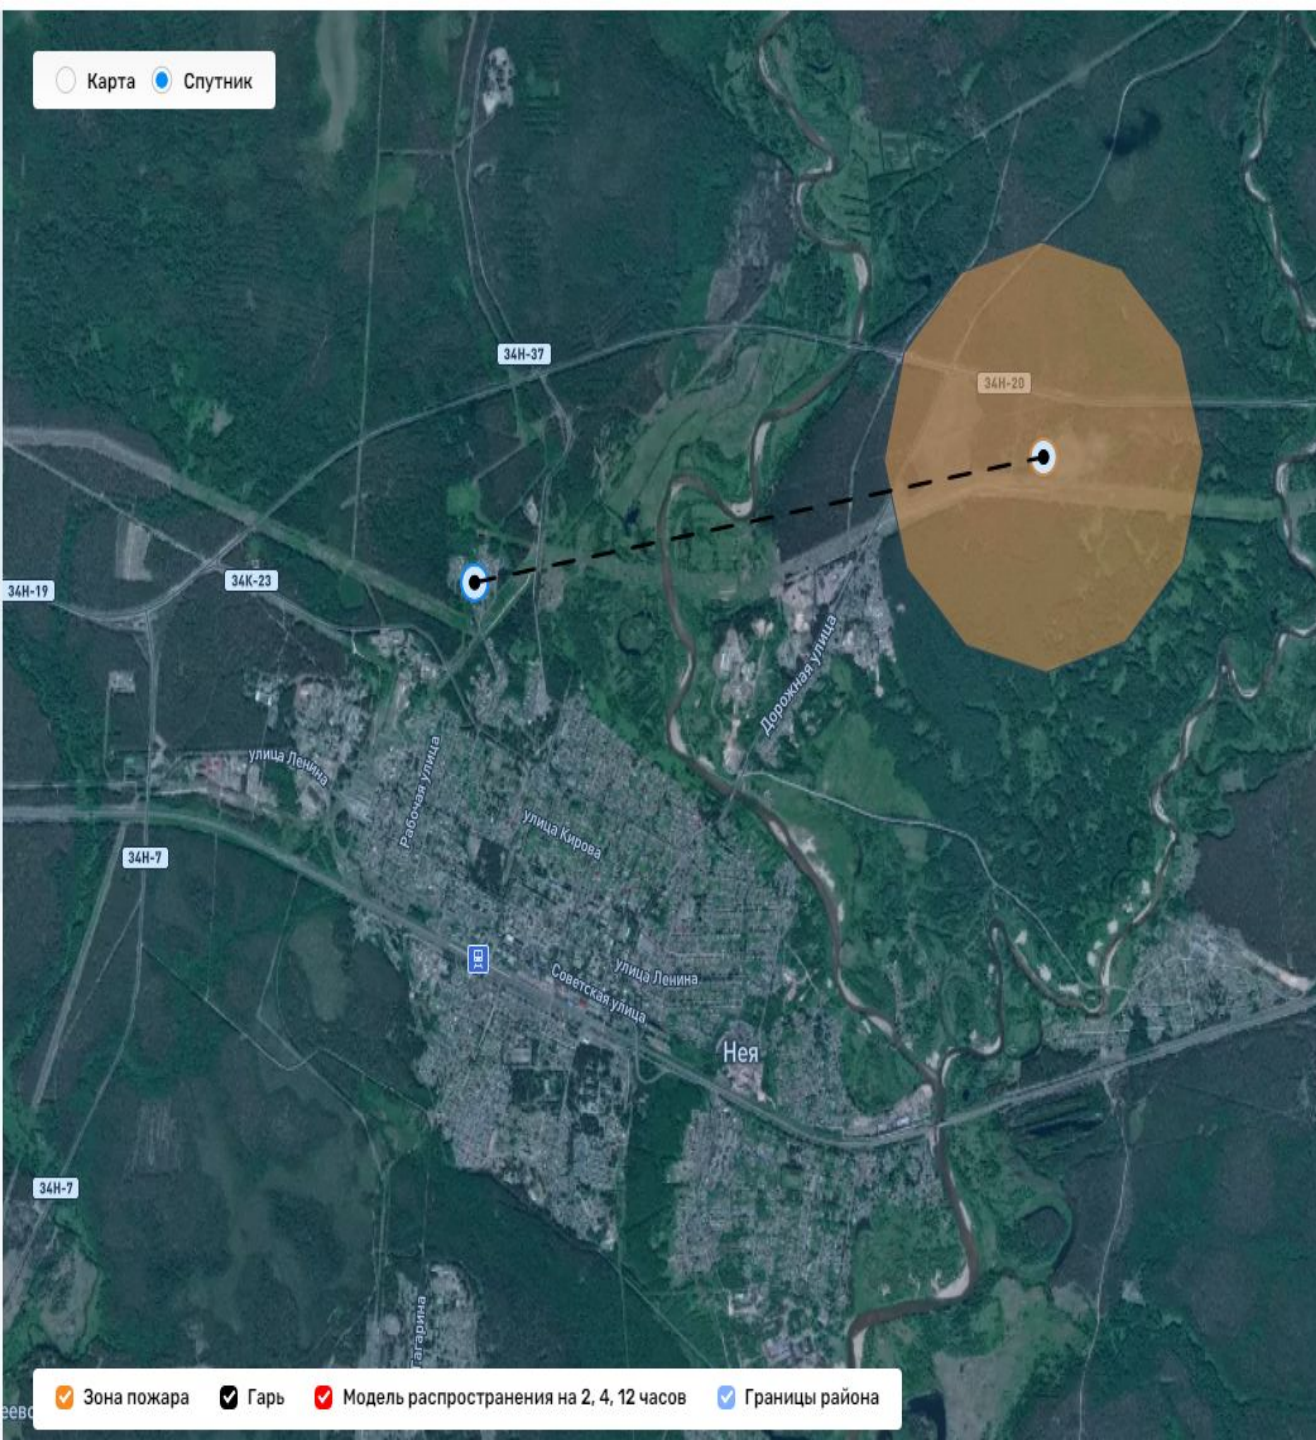 Карта
Спутник
34Н-37
34Н-20
34К-23
34Н-19
Дорожная улица
улица Ленина
Рабочая улица
улица Кирова
34Н-7
улица Ленина
Советская улица
Нея
34Н-7
Гагарина
Зона пожара
Гарь
Модель распространения на 2, 4, 12 часов
Границы района